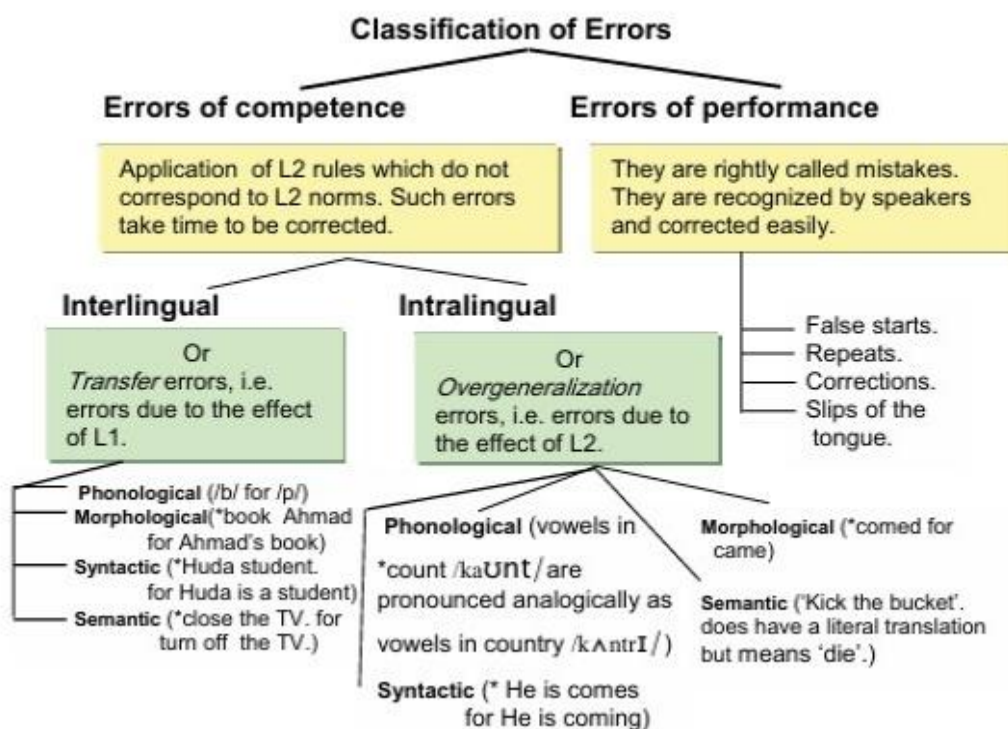 Classification of Errors
Errors of competence
Errors of performance
Application of L2 rules which do not
correspond to L2 norms. Such errors
take time to be corrected.
They are rightly called mistakes.
They are recognized by speakers
and corrected easily.
Interlingual
Or
Transfer errors, i.e.
errors due to the effect
of L1.
Intralingual
Or
Overgeneralization
errors, i.e. errors due to
the effect of L2.
False starts.
Repeats.
Corrections.
Slips of the
tongue.
Phonological (/b/ for /p/)
Morphological(*book Ahmad
for Ahmad's book)
Syntactic (*Huda student.
for Huda is a student)
Semantic (*close the TV. for
turn off the TV.)
Phonological (vowels in
*count /kaʊnt/ are
pronounced analogically as
vowels in country /kʌntrɪ/)
Syntactic (* He is comes
for He is coming)
Morphological (*comed for
came)
Semantic ('Kick the bucket'.
does have a literal translation
but means 'die'.)